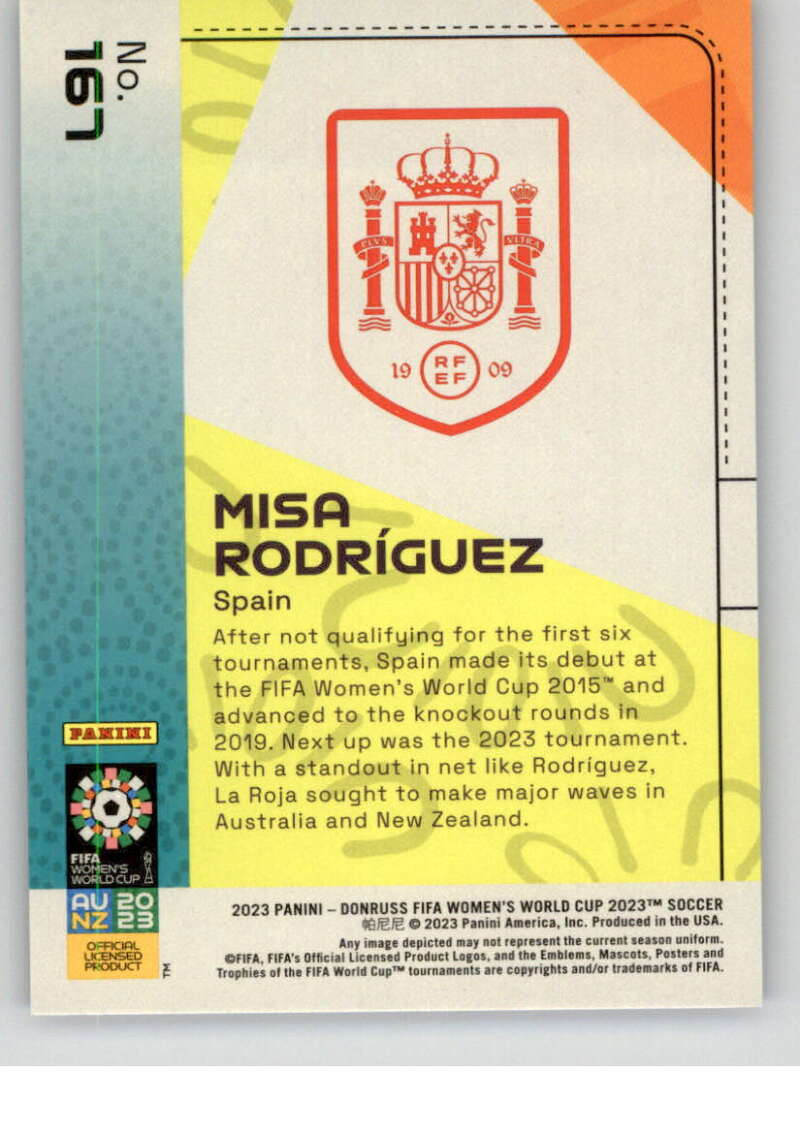 No.
167
PLVS
VLTRA
19 RF EF 09
MISA
RODRÍGUEZ
Spain
After not qualifying for the first six
tournaments, Spain made its debut at
the FIFA Women's World Cup 2015™ and
advanced to the knockout rounds in
2019. Next up was the 2023 tournament.
With a standout in net like Rodríguez,
La Roja sought to make major waves in
Australia and New Zealand.
PANINI
FIFA
WOMEN'S
WORLD CUP
AU 20
NZ 23
OFFICIAL
LICENSED
PRODUCT
TM
2023 PANINI – DONRUSS FIFA WOMEN'S WORLD CUP 2023™ SOCCER
帕尼尼 © 2023 Panini America, Inc. Produced in the USA.
Any image depicted may not represent the current season uniform.
©FIFA, FIFA's Official Licensed Product Logos, and the Emblems, Mascots, Posters and
Trophies of the FIFA World Cup™ tournaments are copyrights and/or trademarks of FIFA.